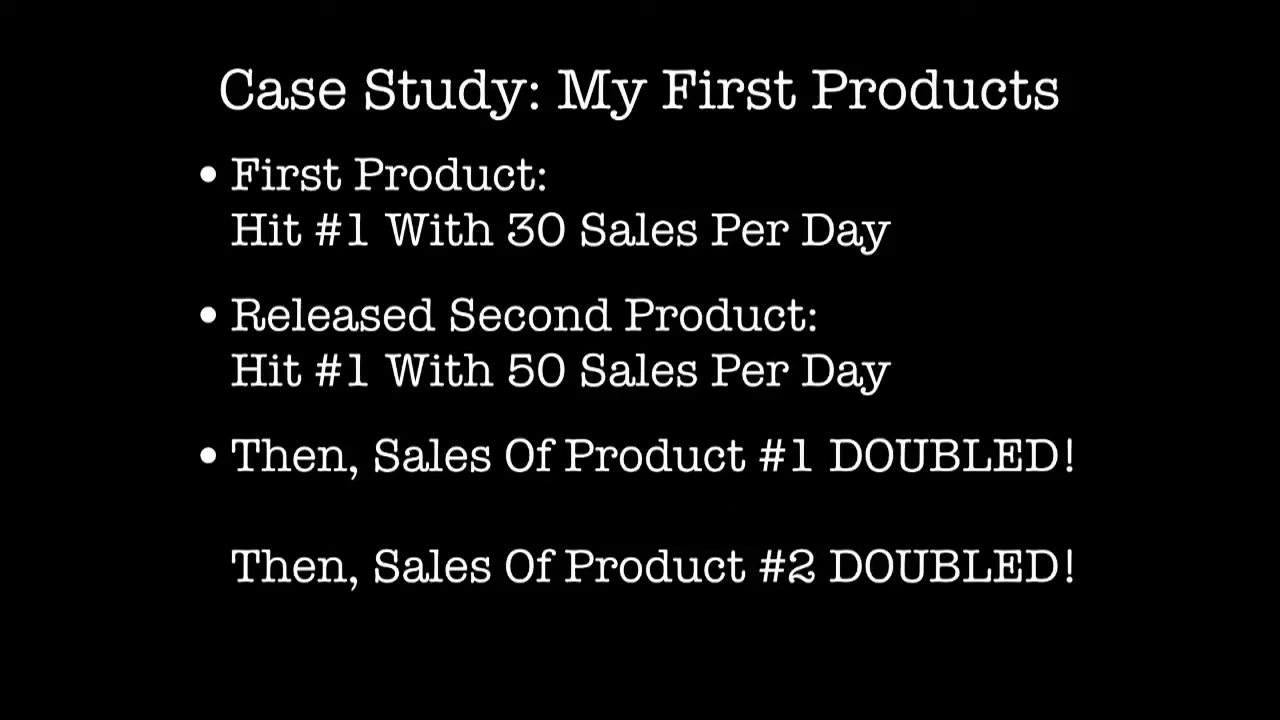 Case Study: My First Products
• First Product:
Hit #1 With 30 Sales Per Day
• Released Second Product:
Hit #1 With 50 Sales Per Day
• Then, Sales Of Product #1 DOUBLED!
Then, Sales Of Product #2 DOUBLED!